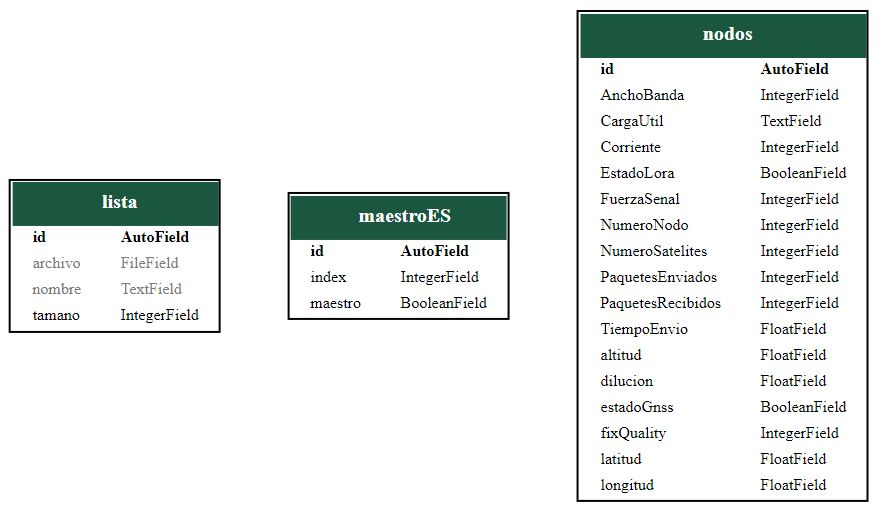 lista
id AutoField
archivo FileField
nombre TextField
tamano IntegerField
maestroES
id AutoField
index IntegerField
maestro BooleanField
nodos
id AutoField
AnchoBanda IntegerField
CargaUtil TextField
Corriente IntegerField
EstadoLora BooleanField
FuerzaSenal IntegerField
NumeroNodo IntegerField
NumeroSatelites IntegerField
PaquetesEnviados IntegerField
PaquetesRecibidos IntegerField
TiempoEnvio FloatField
altitud FloatField
dilucion FloatField
estadoGnss BooleanField
fixQuality IntegerField
latitud FloatField
longitud FloatField